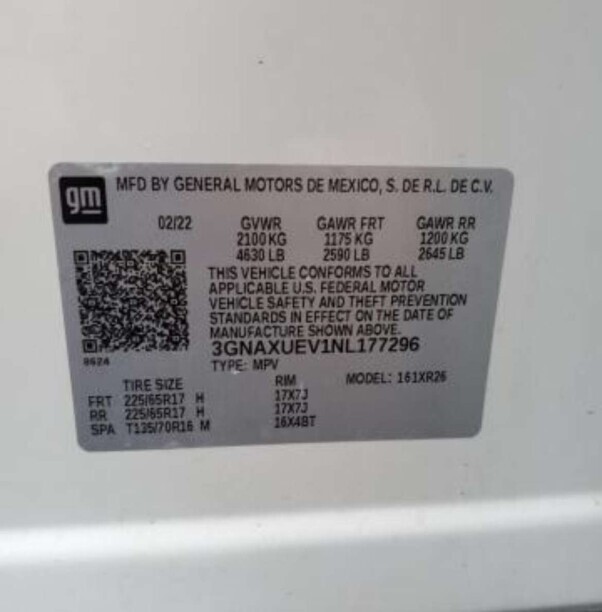 gm MFD BY GENERAL MOTORS DE MEXICO, S. DE R.L. DE C.V.
02/22 GVWR GAWR FRT GAWR RR
2100 KG 1175 KG 1200 KG
4630 LB 2590 LB 2645 LB
THIS VEHICLE CONFORMS TO ALL
APPLICABLE U.S. FEDERAL MOTOR
VEHICLE SAFETY AND THEFT PREVENTION
STANDARDS IN EFFECT ON THE DATE OF
MANUFACTURE SHOWN ABOVE.
3GNAXUEV1NL177296
8624 TYPE: MPV
TIRE SIZE RIM MODEL: 161XR26
FRT 225/65R17 H 17X7J
RR 225/65R17 H 17X7J
SPA T135/70R16 M 16X4BT